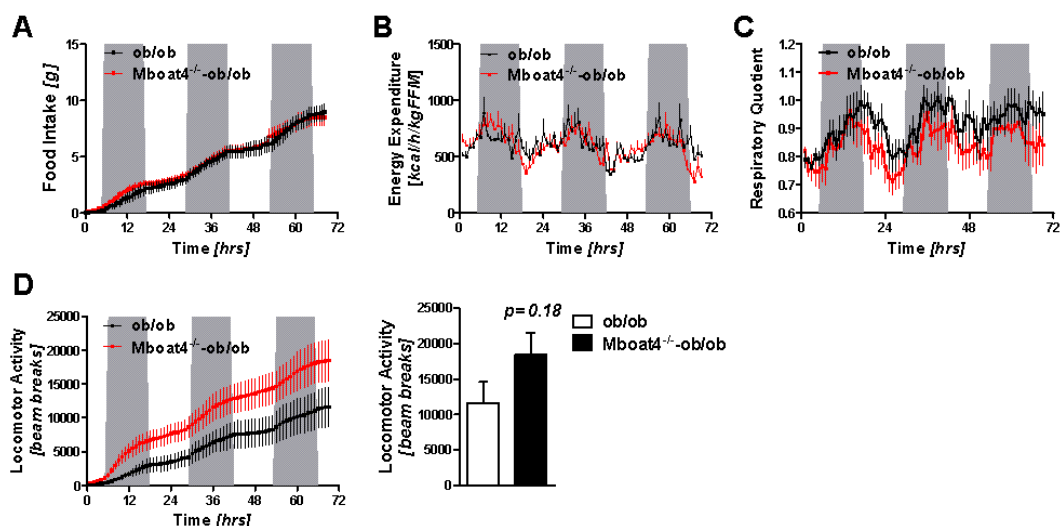 A
Food Intake [g]
15
10
5
0
ob/ob
Mboat4-/--ob/ob
0 12 24 36 48 60 72
Time [hrs]
B
Energy Expenditure
[kcal/h/kgFFM]
1500
1000
500
0
ob/ob
Mboat4-/--ob/ob
0 12 24 36 48 60 72
Time [hrs]
C
Respiratory Quotient
1.2
1.1
1.0
0.9
0.8
0.7
0.6
ob/ob
Mboat4-/--ob/ob
0 24 48 72
Time [hrs]
D
Locomotor Activity
[beam breaks]
25000
20000
15000
10000
5000
0
ob/ob
Mboat4-/--ob/ob
0 12 24 36 48 60 72
Time [hrs]
Locomotor Activity
[beam breaks]
25000
20000
15000
10000
5000
0
p=0.18
ob/ob
Mboat4-/--ob/ob